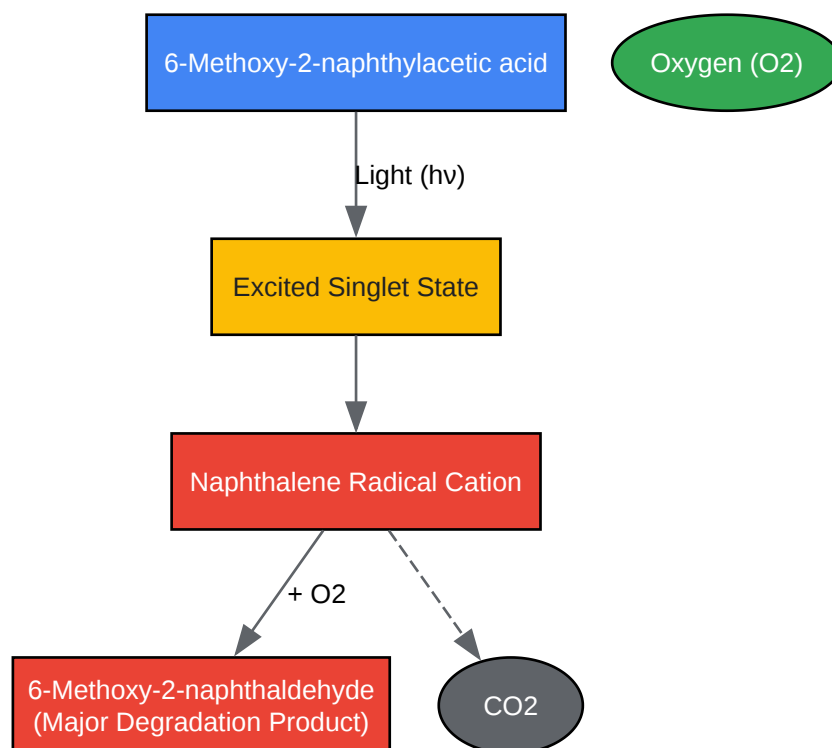 6-Methoxy-2-naphthylacetic acid
Oxygen (O2)
Light (hν)
Excited Singlet State
Naphthalene Radical Cation
+ O2
6-Methoxy-2-naphthaldehyde
(Major Degradation Product)
CO2